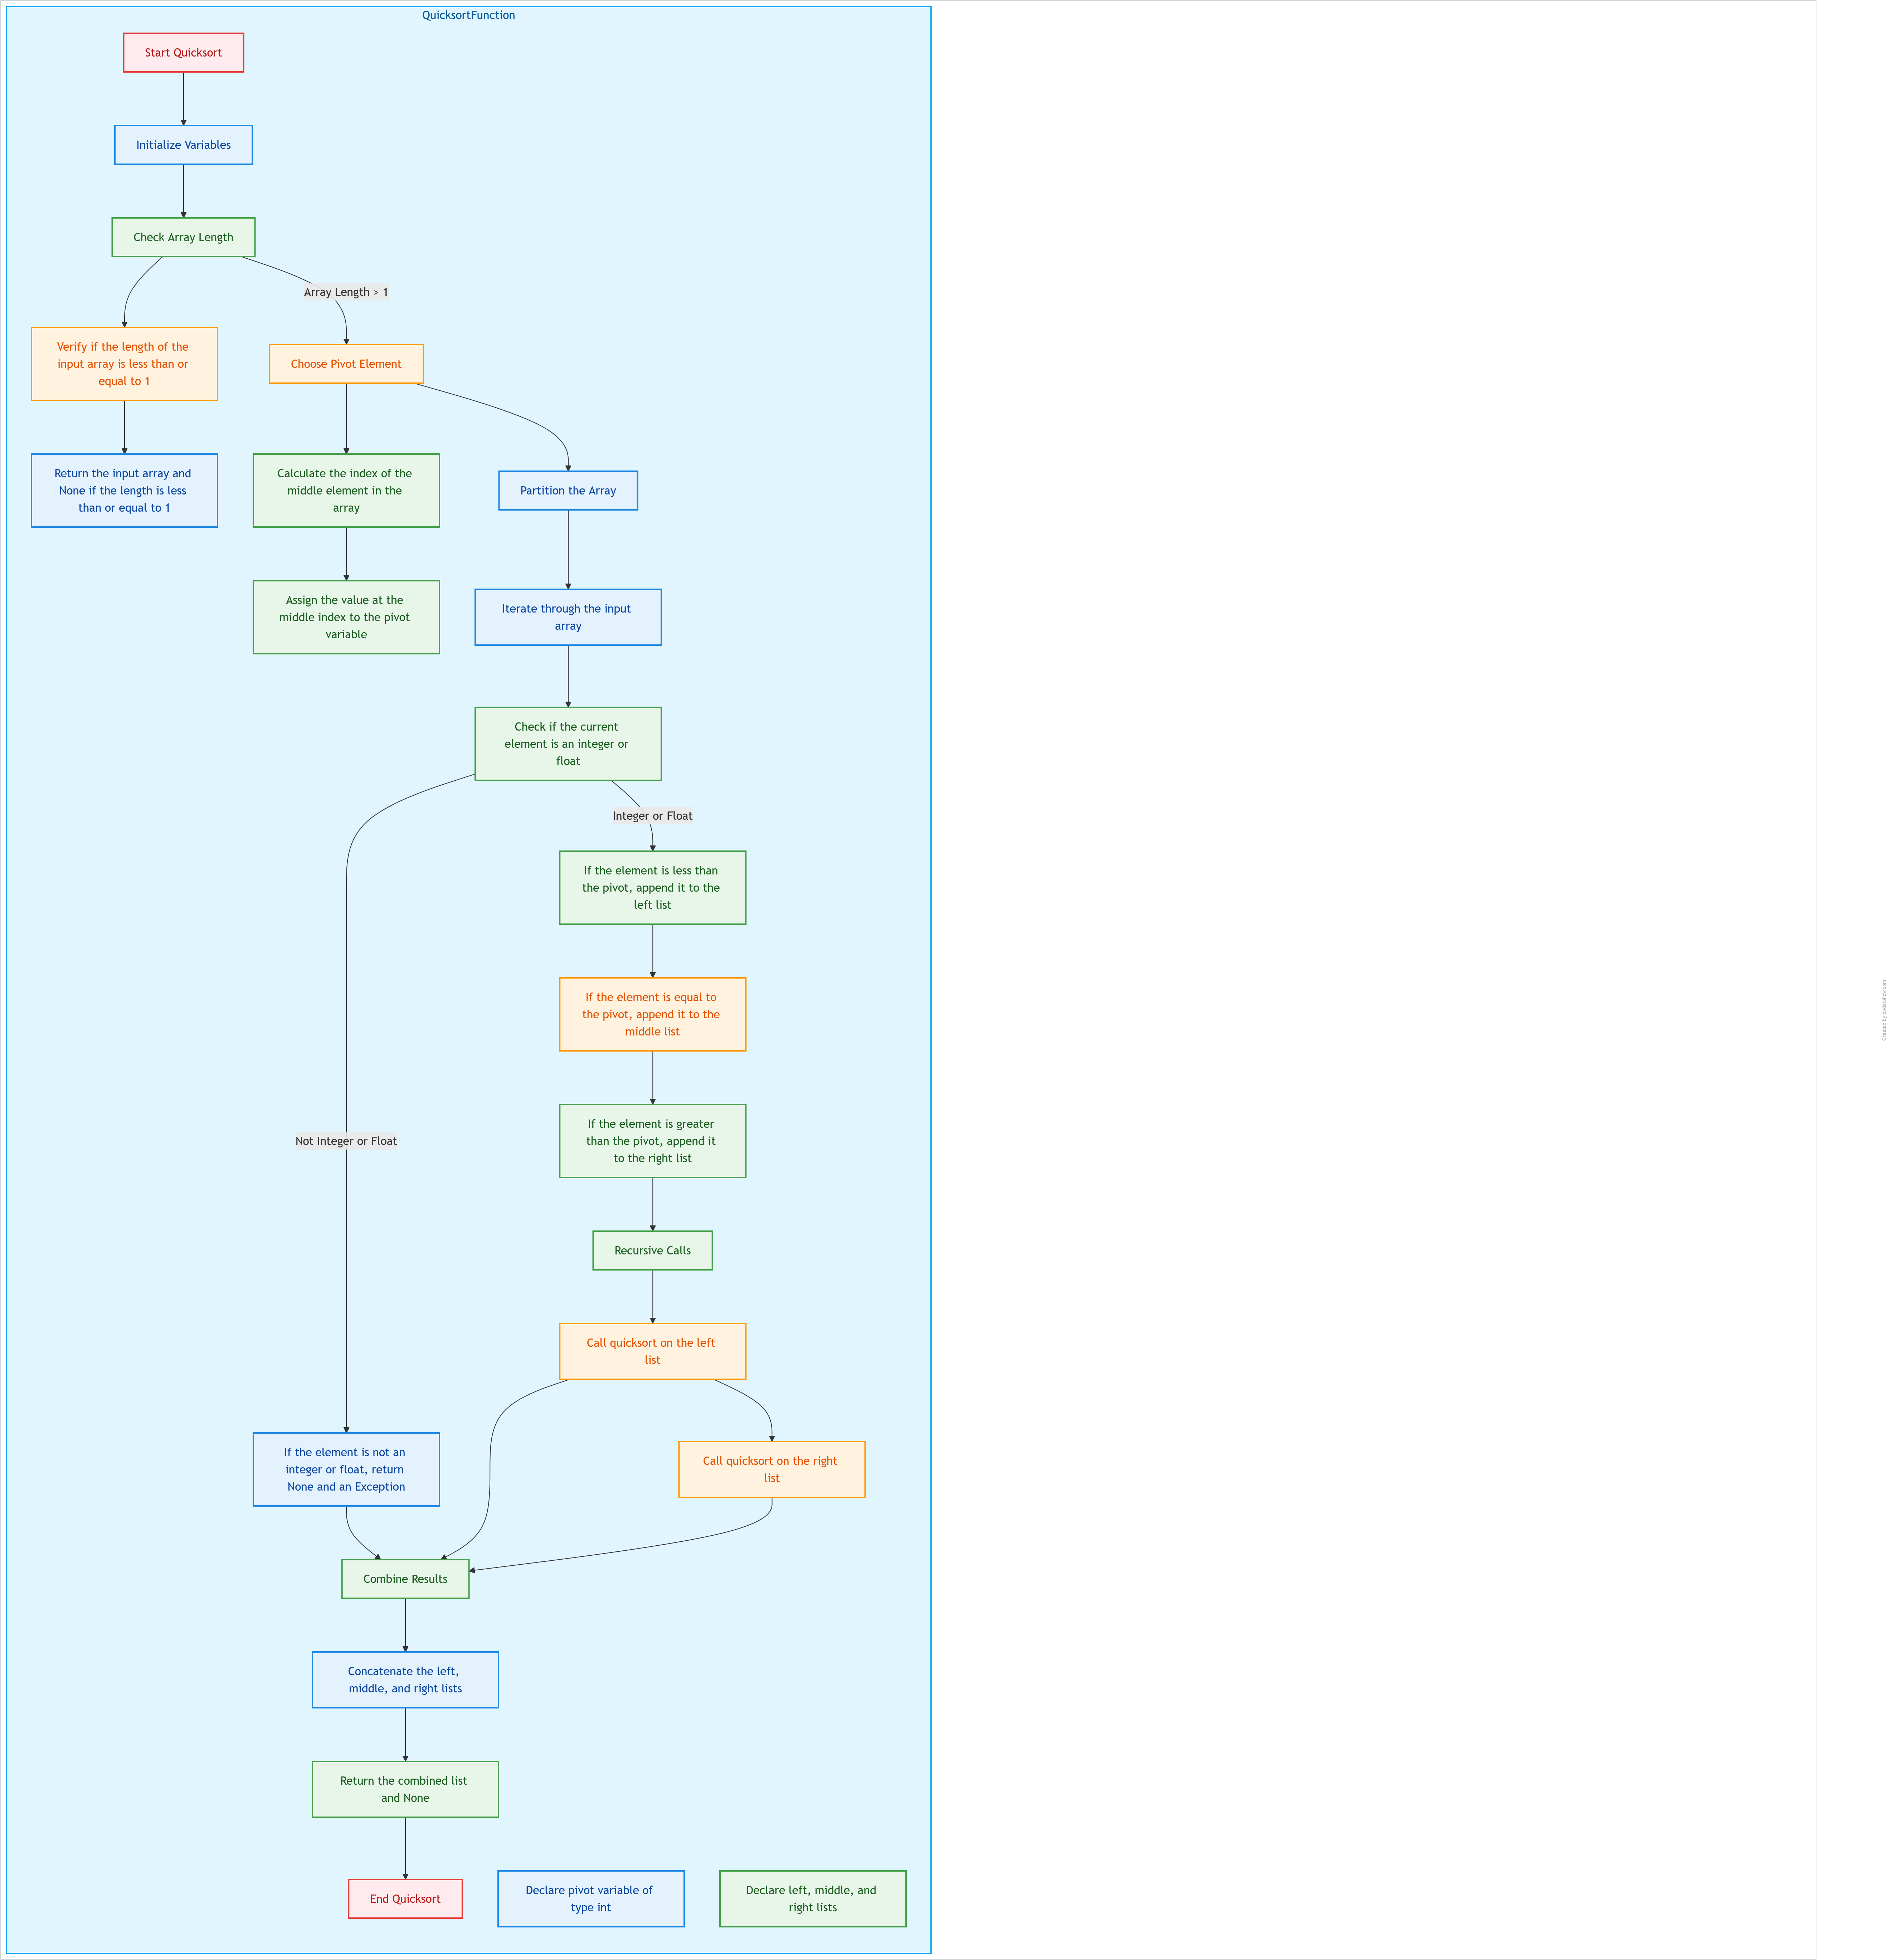 QuicksortFunction
Start Quicksort
Initialize Variables
Check Array Length
Array Length > 1
Verify if the length of the
input array is less than or
equal to 1
Choose Pivot Element
Return the input array and
None if the length is less
than or equal to 1
Calculate the index of the
middle element in the
array
Partition the Array
Assign the value at the
middle index to the pivot
variable
Iterate through the input
array
Check if the current
element is an integer or
float
Integer or Float
If the element is less than
the pivot, append it to the
left list
If the element is equal to
the pivot, append it to the
middle list
Not Integer or Float
If the element is greater
than the pivot, append it
to the right list
Recursive Calls
Call quicksort on the left
list
If the element is not an
integer or float, return
None and an Exception
Call quicksort on the right
list
Combine Results
Concatenate the left,
middle, and right lists
Return the combined list
and None
End Quicksort
Declare pivot variable of
type int
Declare left, middle, and
right lists